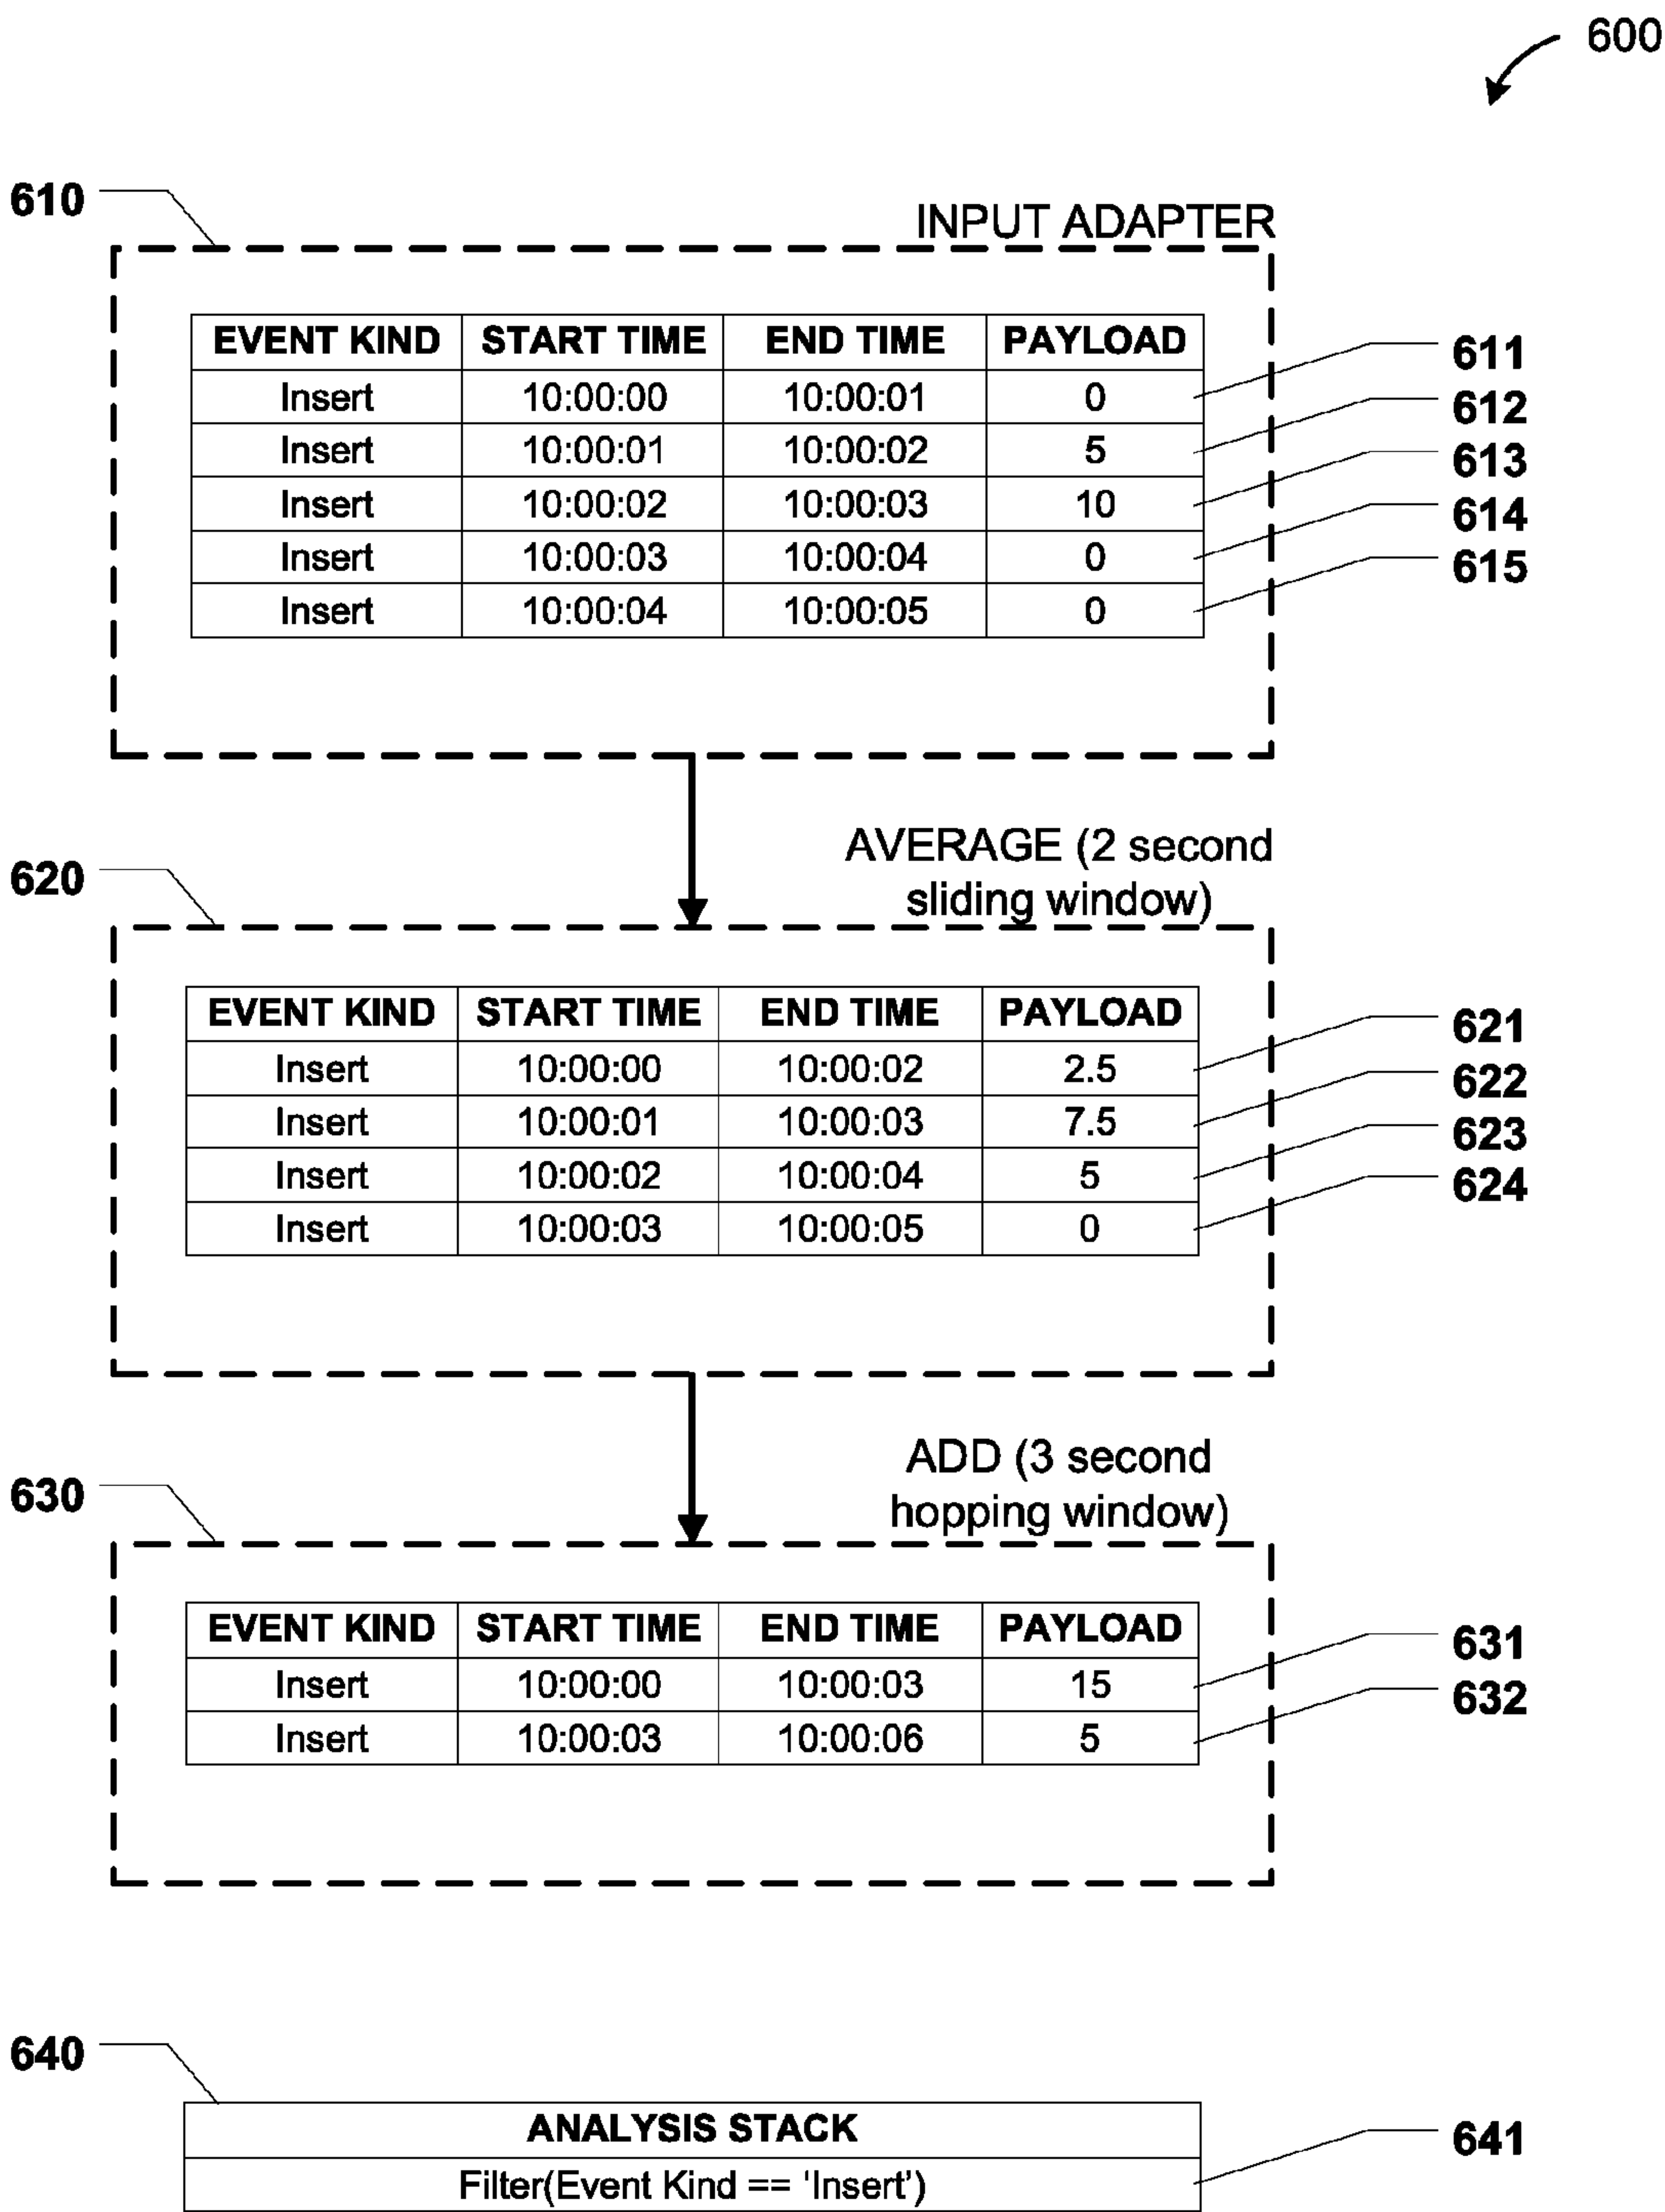 600
610
INPUT ADAPTER
EVENT KIND START TIME END TIME PAYLOAD
Insert 10:00:00 10:00:01 0 611
Insert 10:00:01 10:00:02 5 612
Insert 10:00:02 10:00:03 10 613
Insert 10:00:03 10:00:04 0 614
Insert 10:00:04 10:00:05 0 615
AVERAGE (2 second
sliding window)
620
EVENT KIND START TIME END TIME PAYLOAD
Insert 10:00:00 10:00:02 2.5 621
Insert 10:00:01 10:00:03 7.5 622
Insert 10:00:02 10:00:04 5 623
Insert 10:00:03 10:00:05 0 624
ADD (3 second
hopping window)
630
EVENT KIND START TIME END TIME PAYLOAD
Insert 10:00:00 10:00:03 15 631
Insert 10:00:03 10:00:06 5 632
640
ANALYSIS STACK
Filter(Event Kind == ‘Insert’) 641